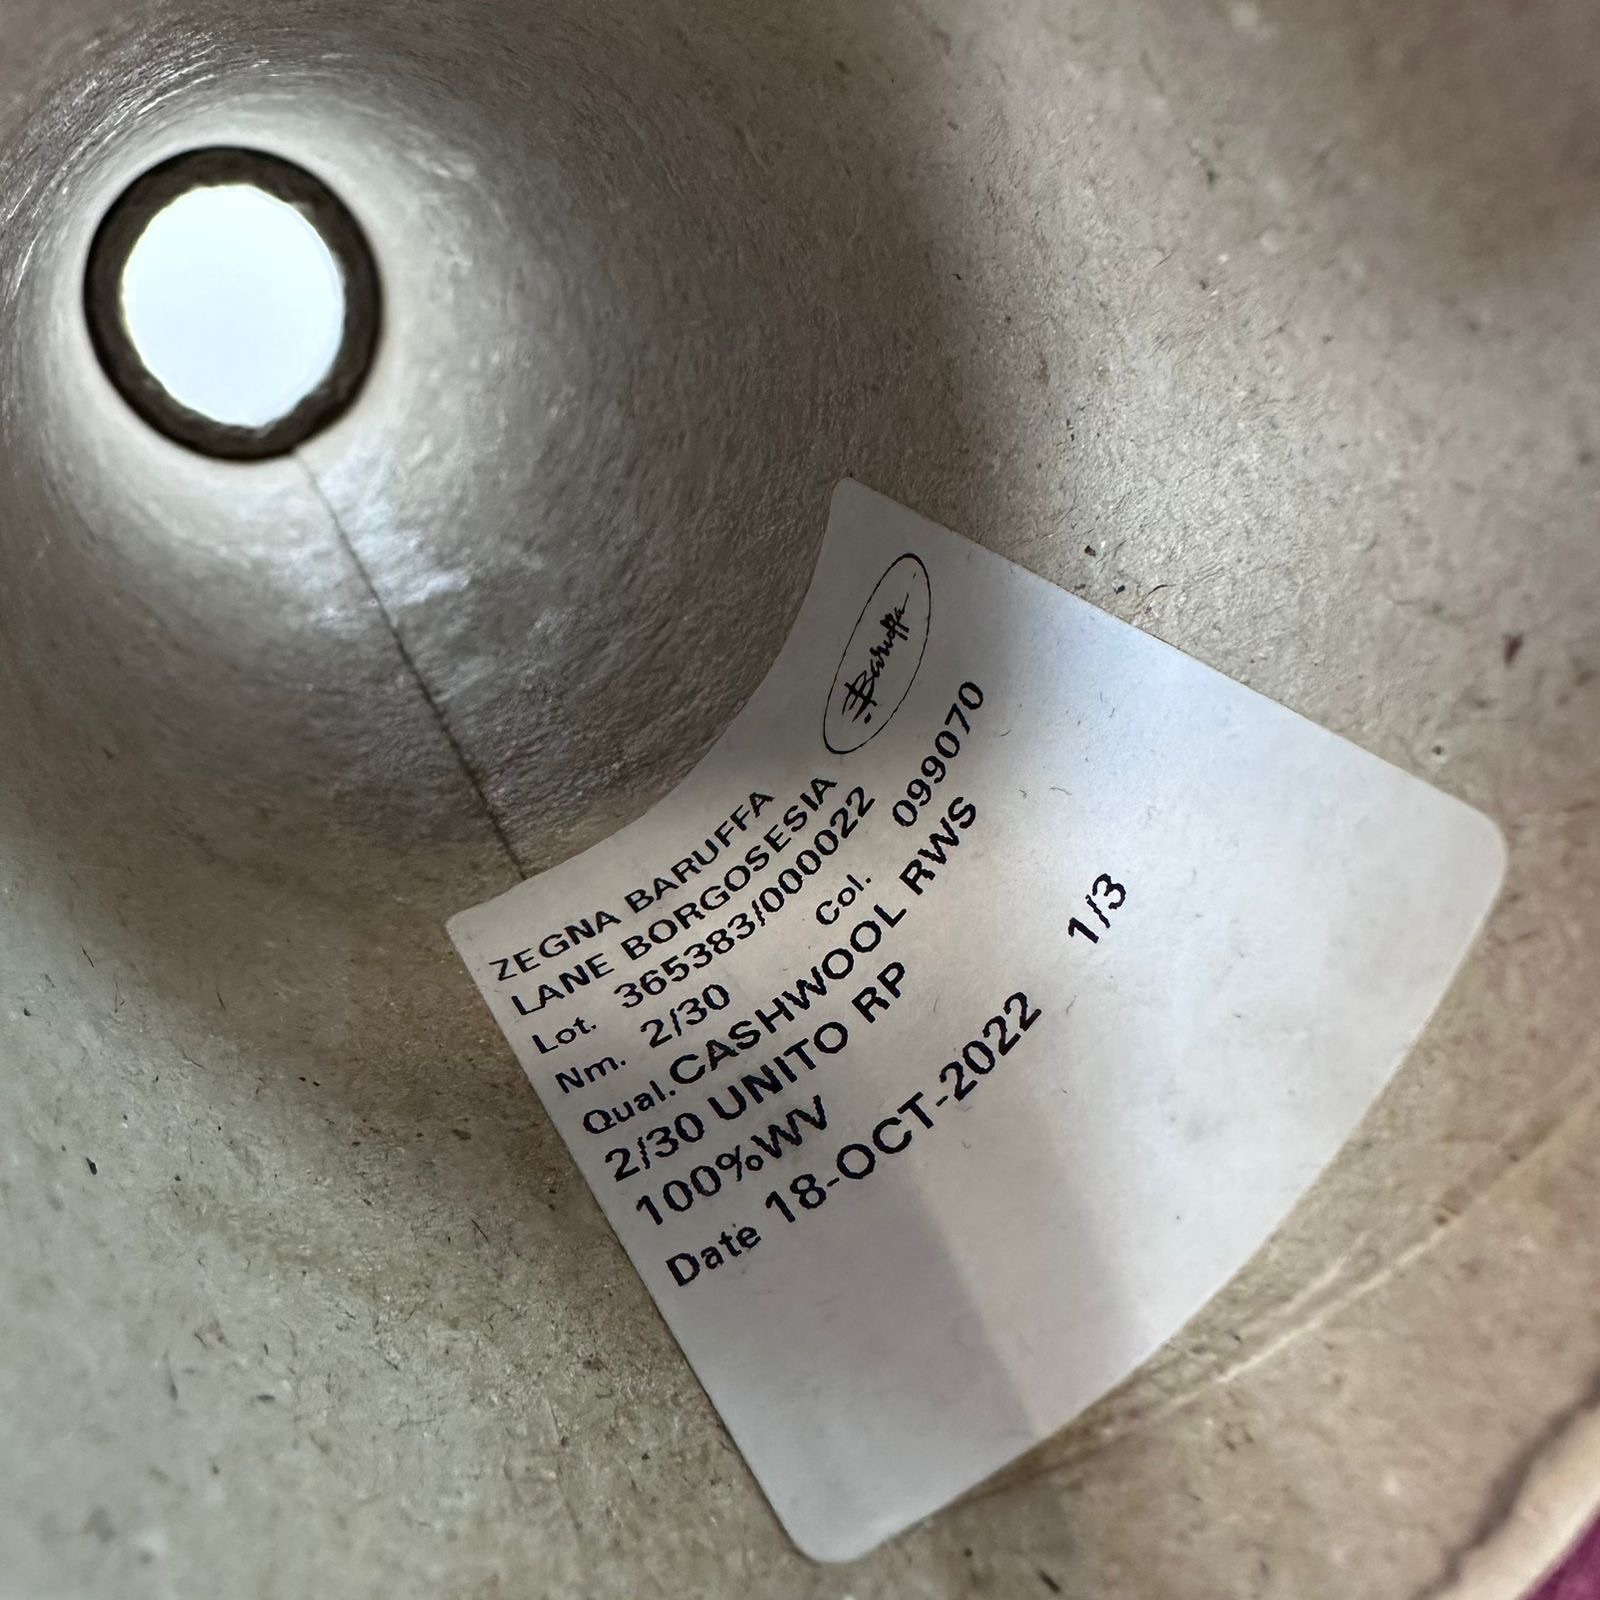 Baruffa
ZEGNA BARUFFA
LANE BORGOSESIA
Lot. 365383/000022
Nm. 2/30 Col. 099070
Qual. CASHWOOL RWS
2/30 UNITO RP
100%WV 1/3
Date 18-OCT-2022